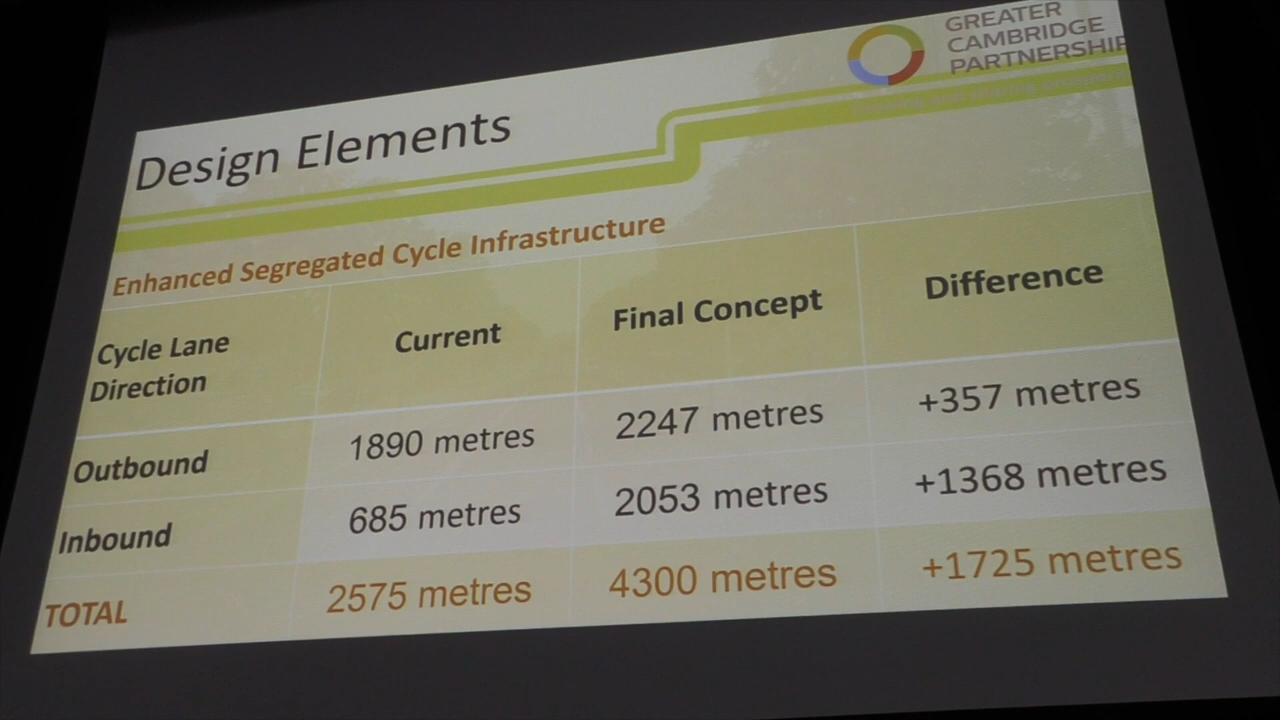 GREATER
CAMBRIDGE
PARTNERSHIP
Design Elements
Enhanced Segregated Cycle Infrastructure
Cycle Lane Direction Current Final Concept Difference
Outbound 1890 metres 2247 metres +357 metres
Inbound 685 metres 2053 metres +1368 metres
TOTAL 2575 metres 4300 metres +1725 metres